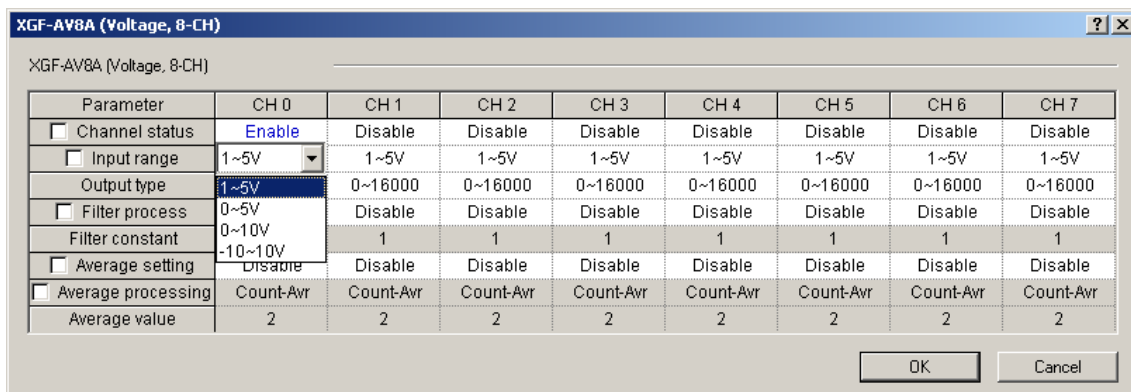 XGF-AV8A (Voltage, 8-CH)
XGF-AV8A (Voltage, 8-CH)
Parameter CH 0 CH 1 CH 2 CH 3 CH 4 CH 5 CH 6 CH 7
Channel status Enable Disable Disable Disable Disable Disable Disable Disable
Input range 1~5V 1~5V 1~5V 1~5V 1~5V 1~5V 1~5V 1~5V
Output type 1~5V 0~16000 0~16000 0~16000 0~16000 0~16000 0~16000 0~16000
Filter process 0~5V Disable Disable Disable Disable Disable Disable Disable
0~10V
Filter constant 1 1 1 1 1 1 1
-10~10V
Average setting Disable Disable Disable Disable Disable Disable Disable Disable
Average processing Count-Avr Count-Avr Count-Avr Count-Avr Count-Avr Count-Avr Count-Avr Count-Avr
Average value 2 2 2 2 2 2 2 2
OK Cancel